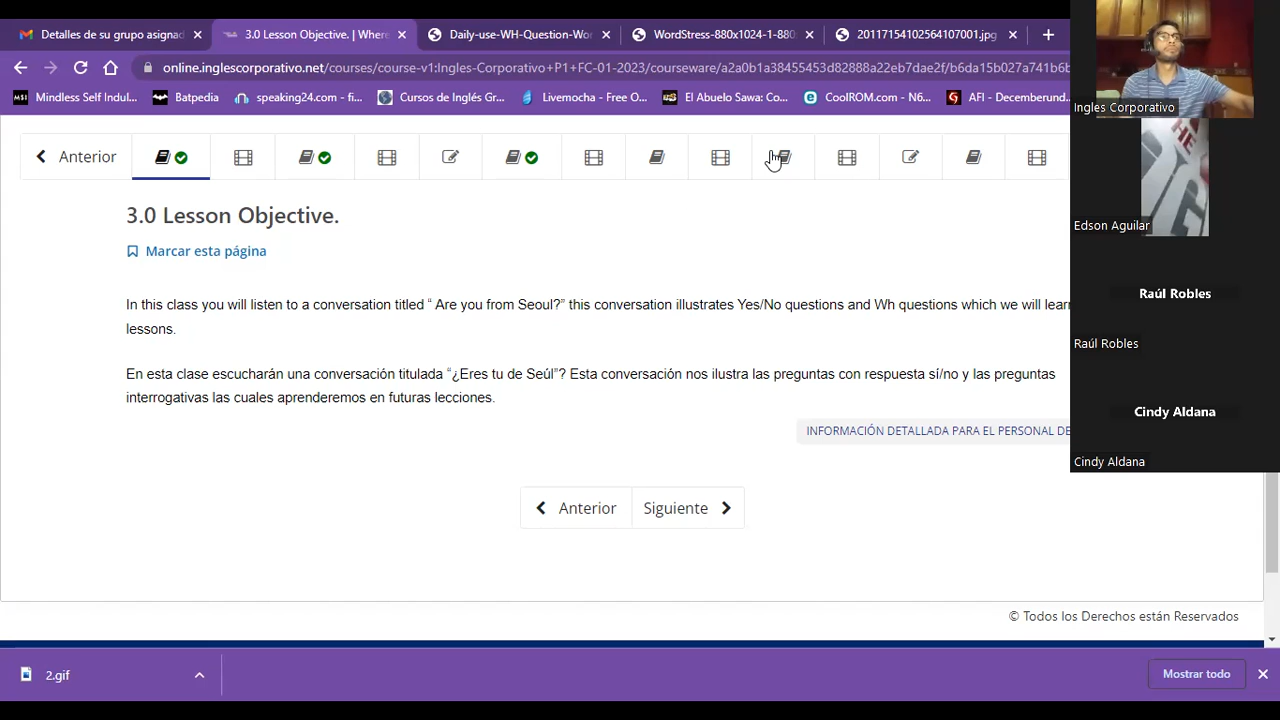 Detalles de su grupo asignad
3.0 Lesson Objective. | Where
Daily-use-WH-Question-Wo
WordStress-880x1024-1-880
20117154102564107001.jpg
online.inglescorporativo.net/courses/course-v1:Ingles-Corporativo+P1+FC-01-2023/courseware/a2a0b1a38455453d82888a22eb7dae2f/b6da15b027a741b6b
Mindless Self Indul...
Batpedia
speaking24.com - fi...
Cursos de Inglés Gr...
Livemocha - Free O...
El Abuelo Sawa: Co...
CoolROM.com - N6...
AFI - Decemberund...
Anterior
3.0 Lesson Objective.
Marcar esta página
In this class you will listen to a conversation titled “ Are you from Seoul?” this conversation illustrates Yes/No questions and Wh questions which we will learn
lessons.
En esta clase escucharán una conversación titulada “¿Eres tu de Seúl”? Esta conversación nos ilustra las preguntas con respuesta sí/no y las preguntas
interrogativas las cuales aprenderemos en futuras lecciones.
INFORMACIÓN DETALLADA PARA EL PERSONAL DE
Anterior
Siguiente
© Todos los Derechos están Reservados
2.gif
Mostrar todo
Ingles Corporativo
Edson Aguilar
Raúl Robles
Raúl Robles
Cindy Aldana
Cindy Aldana